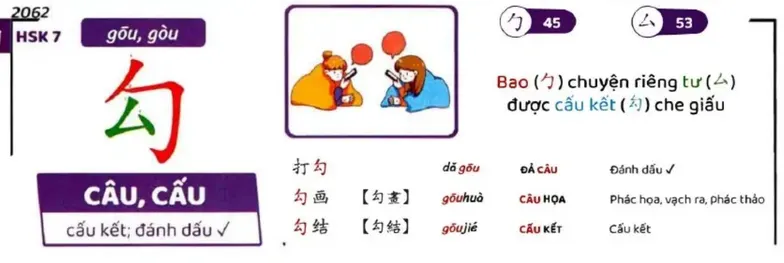 2062
HSK 7
gōu, gòu
勾
CÂU, CẤU
cấu kết; đánh dấu ✓
勹 45
厶 53
Bao (勹) chuyện riêng tư (厶)
được cấu kết (勾) che giấu
打勾 dǎ gōu ĐẢ CÂU Đánh dấu ✓
勾画 【勾畫】 gōuhuà CÂU HỌA Phác họa, vạch ra, phác thảo
勾结 【勾结】 gōujié CẤU KẾT Cấu kết